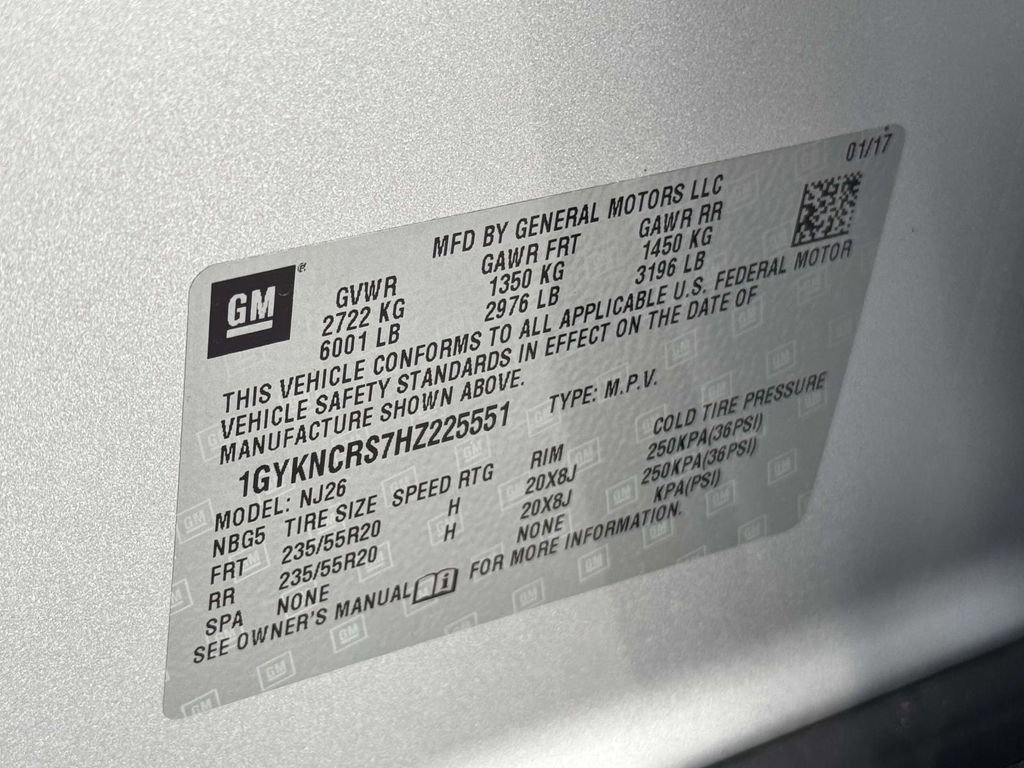 01/17
MFD BY GENERAL MOTORS LLC
GM
GVWR GAWR FRT GAWR RR
2722 KG 1350 KG 1450 KG
6001 LB 2976 LB 3196 LB
THIS VEHICLE CONFORMS TO ALL APPLICABLE U.S. FEDERAL MOTOR
VEHICLE SAFETY STANDARDS IN EFFECT ON THE DATE OF
MANUFACTURE SHOWN ABOVE.
1GYKNCRS7HZ225551 TYPE: M.P.V.
MODEL: NJ26
NBG5 TIRE SIZE SPEED RTG RIM COLD TIRE PRESSURE
FRT 235/55R20 H 20X8J 250KPA(36PSI)
RR 235/55R20 H 20X8J 250KPA(36PSI)
SPA NONE NONE KPA(PSI)
SEE OWNER'S MANUAL FOR MORE INFORMATION.